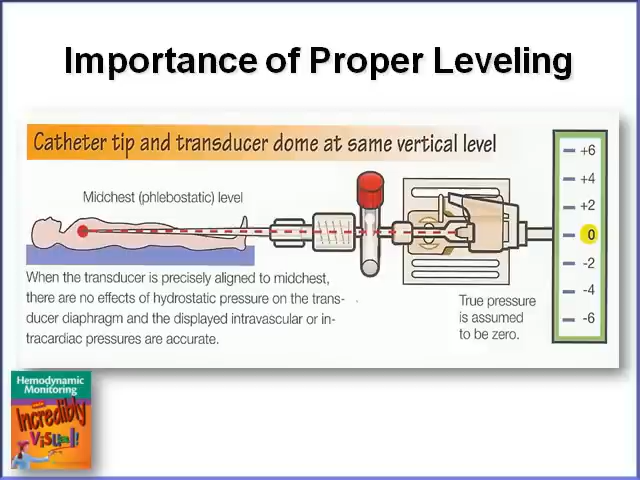 Importance of Proper Leveling
Catheter tip and transducer dome at same vertical level
Midchest (phlebostatic) level
When the transducer is precisely aligned to midchest,
there are no effects of hydrostatic pressure on the trans-
ducer diaphragm and the displayed intravascular or in-
tracardiac pressures are accurate.
True pressure
is assumed
to be zero.
+6
+4
+2
0
-2
-4
-6
Hemodynamic
Monitoring
Incredibly
Visual!